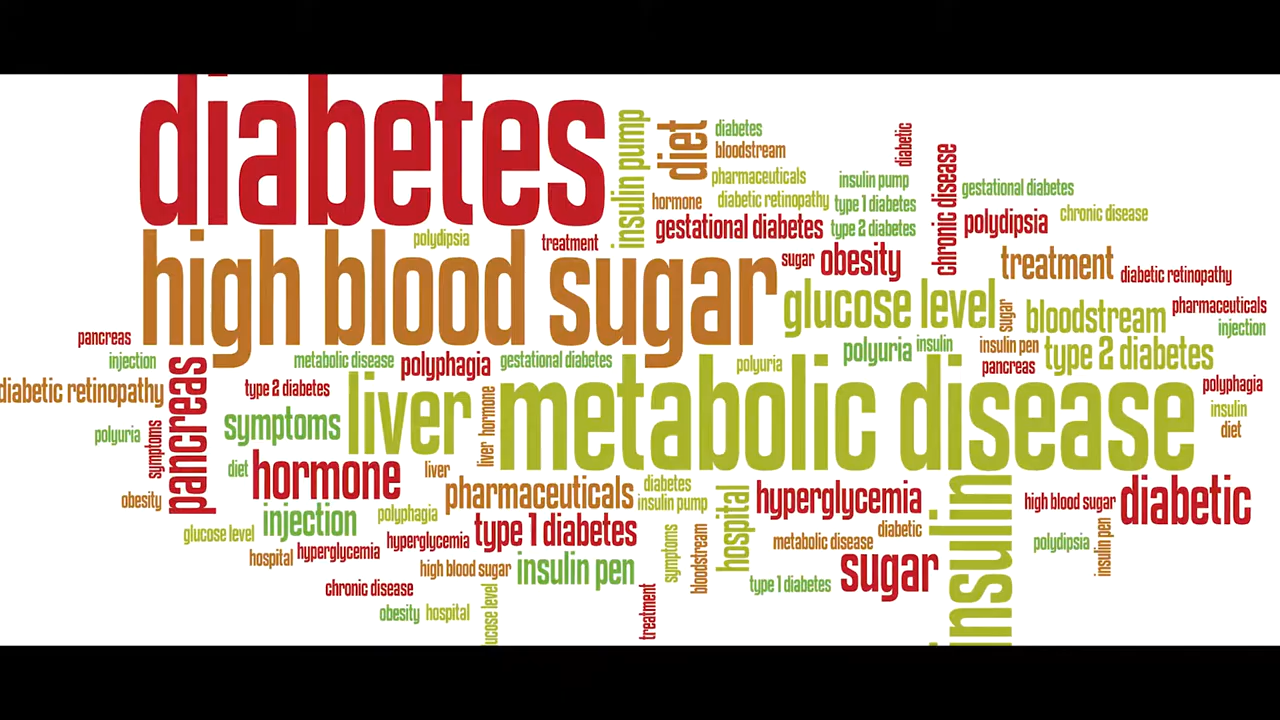 diabetes
insulin pump
diet
diabetes
bloodstream
pharmaceuticals
hormone
diabetic retinopathy
gestational diabetes
insulin pump
type 1 diabetes
type 2 diabetes
diabetic
chronic disease
gestational diabetes
polydipsia
chronic disease
polydipsia
treatment
high blood sugar
sugar
obesity
treatment
diabetic retinopathy
glucose level
sugar
bloodstream
pharmaceuticals
injection
pancreas
injection
metabolic disease
polyphagia
gestational diabetes
polyuria
polyuria
insulin
insulin pen
pancreas
type 2 diabetes
diabetic retinopathy
pancreas
type 2 diabetes
liver
hormone
liver
metabolic disease
polyphagia
insulin
diet
polyuria
symptoms
symptoms
diet
hormone
liver
pharmaceuticals
diabetes
insulin pump
hospital
hyperglycemia
insulin
high blood sugar
diabetic
obesity
injection
polyphagia
type 1 diabetes
symptoms
bloodstream
diabetic
metabolic disease
polydipsia
insulin pen
glucose level
hospital
hyperglycemia
hyperglycemia
high blood sugar
insulin pen
type 1 diabetes
sugar
chronic disease
obesity
hospital
ucose level
treatment